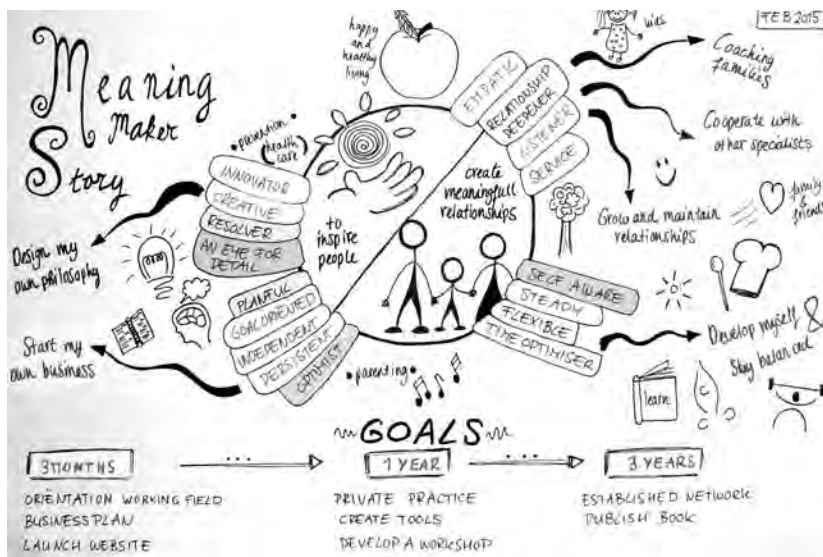 Meaning
Maker
Story
FEB 2015
happy
and
healthy
living
kids
• prevention •
(health
care)
INNOVATOR
CREATIVE
RESOLVER
AN EYE FOR
DETAIL
PLANFUL
GOALORIENTED
INDEPENDENT
PERSISTENT
OPTIMIST
to
inspire
people
create
meaningfull
relationships
EMPATIC
RELATIONSHIP
DEEPENER
LISTENER
SERVICE
SELF AWARE
STEADY
FLEXIBLE
TIME OPTIMISER
Coaching
families
Cooperate with
other specialists
Grow and maintain
relationships
family
&
friends
Develop myself &
Stay balanced
learn
Design my
own philosophy
Start my
own business
• parenting •
GOALS
3 MONTHS
ORIENTATION WORKING FIELD
BUSINESSPLAN
LAUNCH WEBSITE
1 YEAR
PRIVATE PRACTICE
CREATE TOOLS
DEVELOP A WORKSHOP
3 YEARS
ESTABLISHED NETWORK
PUBLISH BOOK